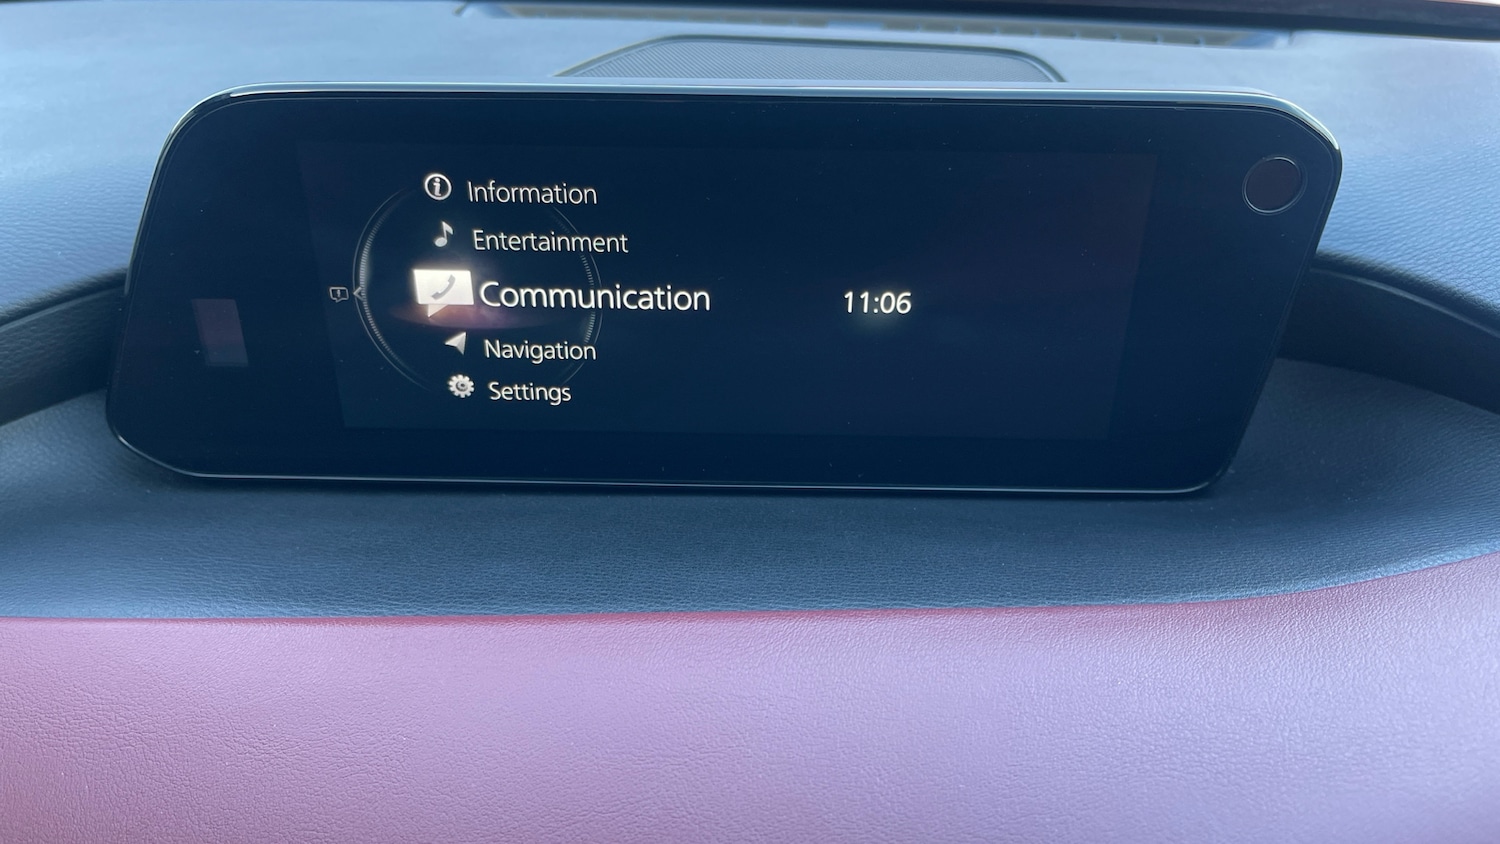 Information
Entertainment
Communication
11:06
Navigation
Settings